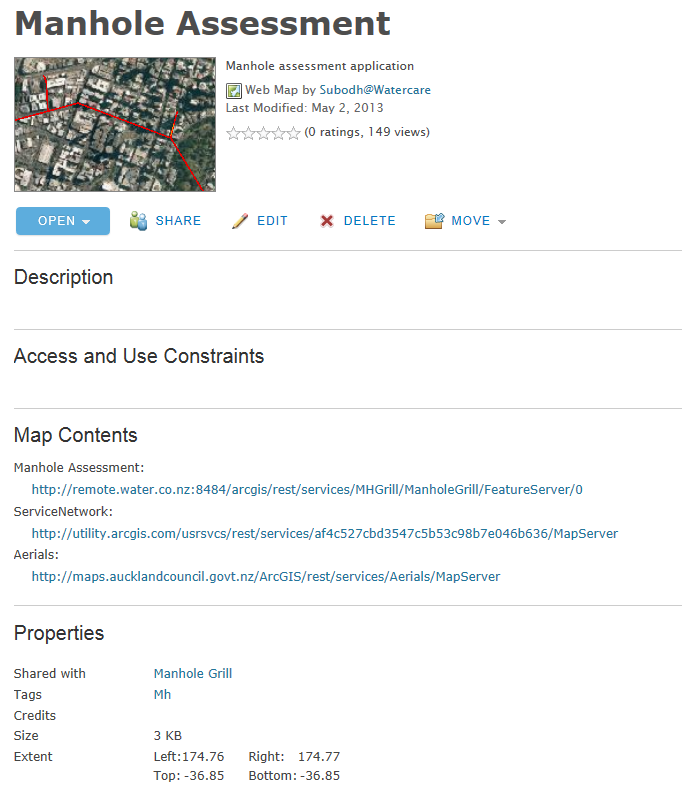 Manhole Assessment
Manhole assessment application
Web Map by Subodh@Watercare
Last Modified: May 2, 2013
(0 ratings, 149 views)
OPEN SHARE EDIT DELETE MOVE
Description
Access and Use Constraints
Map Contents
Manhole Assessment:
http://remote.water.co.nz:8484/arcgis/rest/services/MHGrill/ManholeGrill/FeatureServer/0
ServiceNetwork:
http://utility.arcgis.com/usrsvcs/rest/services/af4c527cbd3547c5b53c98b7e046b636/MapServer
Aerials:
http://maps.aucklandcouncil.govt.nz/ArcGIS/rest/services/Aerials/MapServer
Properties
Shared with Manhole Grill
Tags Mh
Credits
Size 3 KB
Extent Left:174.76 Right: 174.77
Top: -36.85 Bottom: -36.85